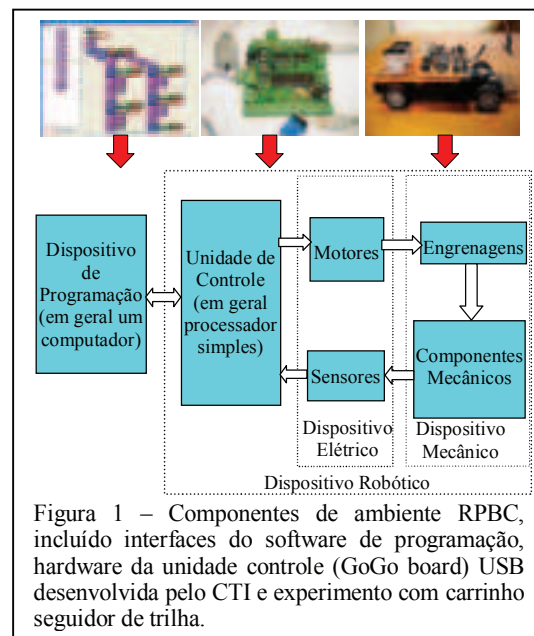 Dispositivo
de
Programação
(em geral um
computador)
Unidade de
Controle
(em geral
processador
simples)
Motores
Engrenagens
Sensores
Componentes
Mecânicos
Dispositivo
Elétrico
Dispositivo
Mecânico
Dispositivo Robótico
Figura 1 – Componentes de ambiente RPBC,
incluído interfaces do software de programação,
hardware da unidade controle (GoGo board) USB
desenvolvida pelo CTI e experimento com carrinho
seguidor de trilha.